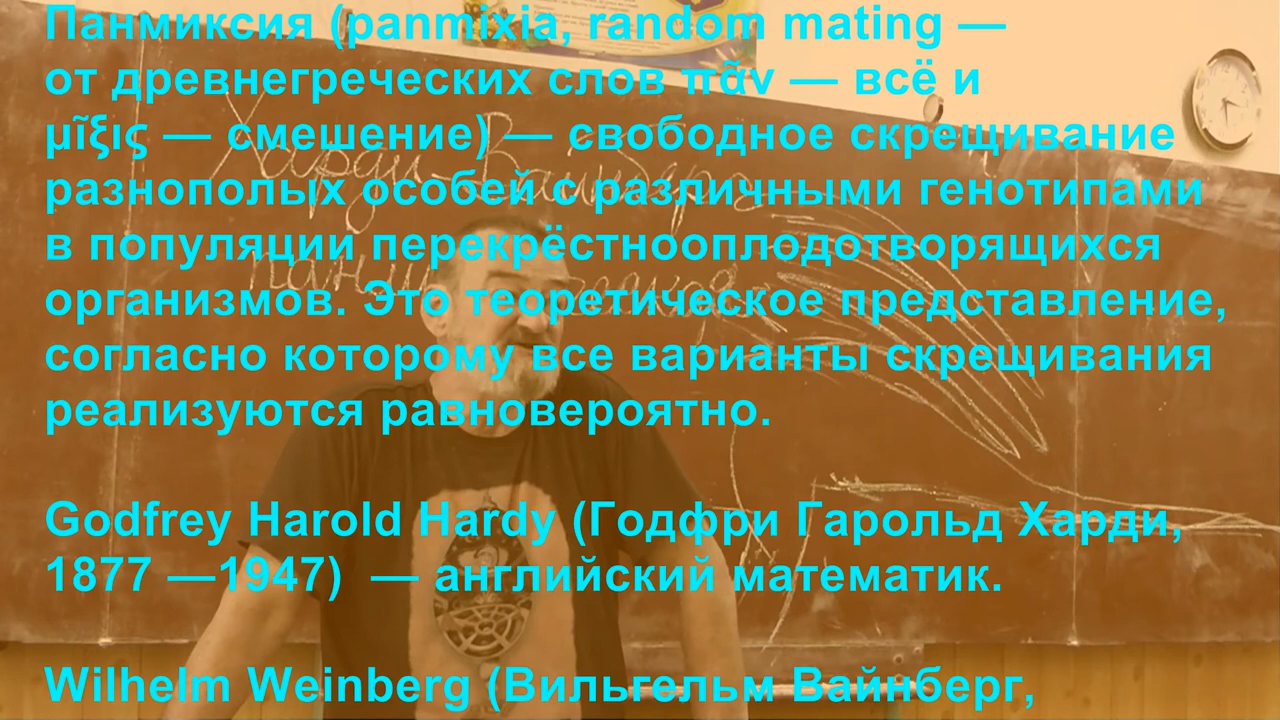 Панмиксия (panmixia, random mating —
от древнегреческих слов πᾶν — всё и
μῖξις — смешение) — свободное скрещивание
разнополых особей с различными генотипами
в популяции перекрёстнооплодотворящихся
организмов. Это теоретическое представление,
согласно которому все варианты скрещивания
реализуются равновероятно.
Godfrey Harold Hardy (Годфри Гарольд Харди,
1877 —1947) — английский математик.
Wilhelm Weinberg (Вильгельм Вайнберг,
Харди-Вайнберг